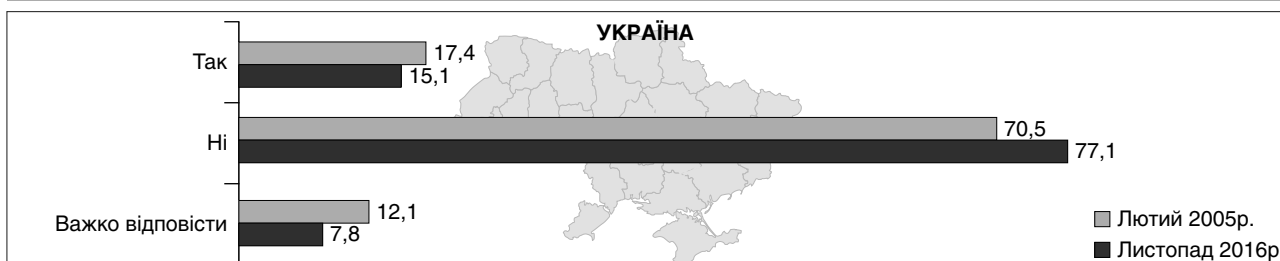 УКРАЇНА
Так
17,4
15,1
Ні
70,5
77,1
Важко відповісти
12,1
7,8
Лютий 2005р.
Листопад 2016р